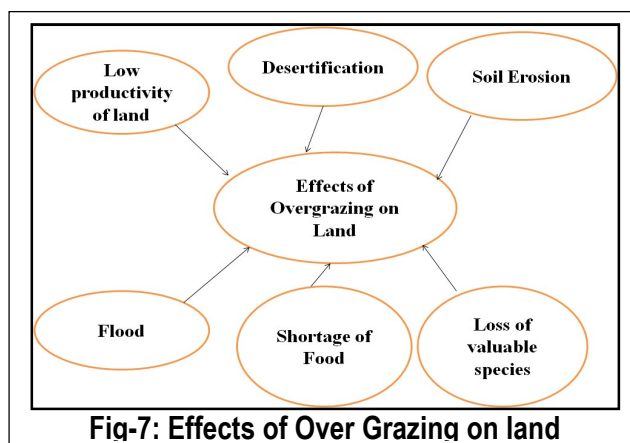 Low
productivity
of land
Desertification
Soil Erosion
Effects of
Overgrazing on
Land
Flood
Shortage of
Food
Loss of
valuable
species
Fig-7: Effects of Over Grazing on land